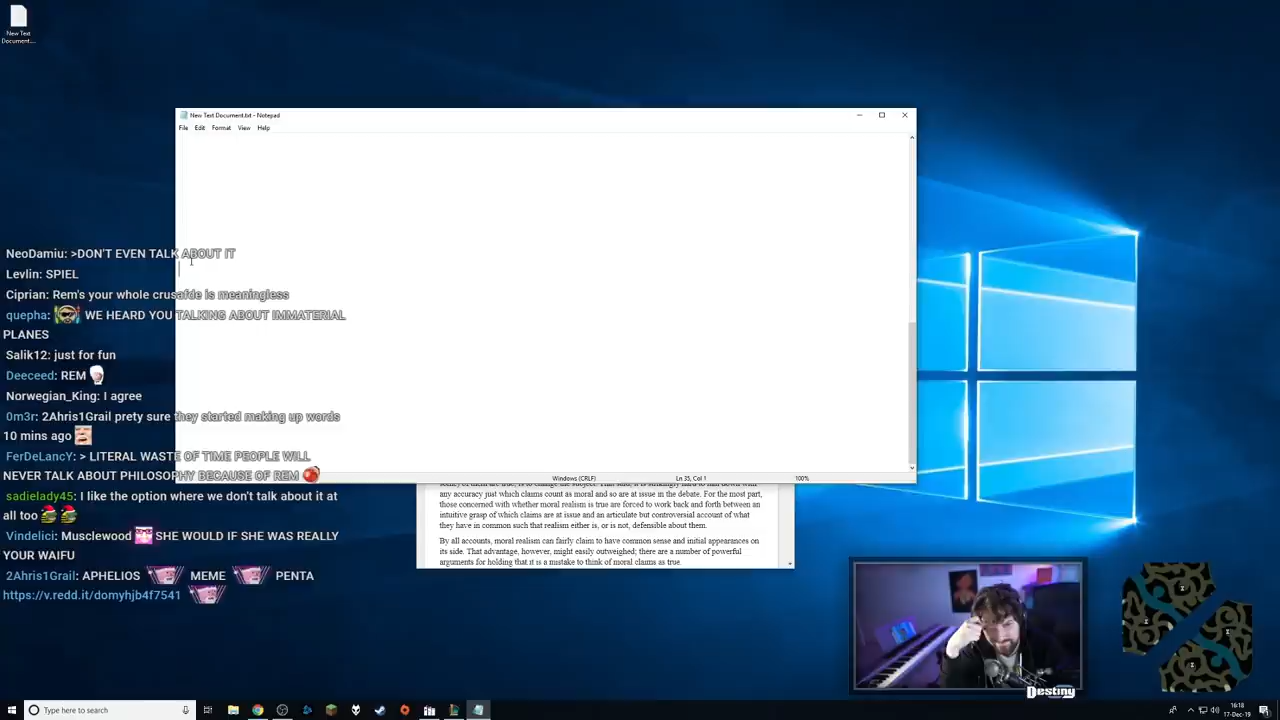 New Text
Document....
New Text Document.txt - Notepad
File Edit Format View Help
NeoDamiu: >DON'T EVEN TALK ABOUT IT
Levlin: SPIEL
Ciprian: Rem's your whole crusafde is meaningless
quepha: WE HEARD YOU TALKING ABOUT IMMATERIAL
PLANES
Salik12: just for fun
Deeceed: REM
Norwegian_King: I agree
0m3r: 2Ahris1Grail prety sure they started making up words
10 mins ago
FerDeLancY: > LITERAL WASTE OF TIME PEOPLE WILL
NEVER TALK ABOUT PHILOSOPHY BECAUSE OF REM
sadielady45: I like the option where we don't talk about it at
all too
Vindelici: Musclewood SHE WOULD IF SHE WAS REALLY
YOUR WAIFU
2Ahris1Grail: APHELIOS MEME PENTA
https://v.redd.it/domyhjb4f7541
Windows (CRLF) Ln 35, Col 1 100%
any accuracy just which claims count as moral and so are at issue in the debate. For the most part,
those concerned with whether moral realism is true are forced to work back and forth between an
intuitive grasp of which claims are at issue and an articulate but controversial account of what
they have in common such that realism either is, or is not, defensible about them.
By all accounts, moral realism can fairly claim to have common sense and initial appearances on
its side. That advantage, however, might easily outweighed; there are a number of powerful
arguments for holding that it is a mistake to think of moral claims as true.
Destiny
Type here to search
16:18
17-Dec-19